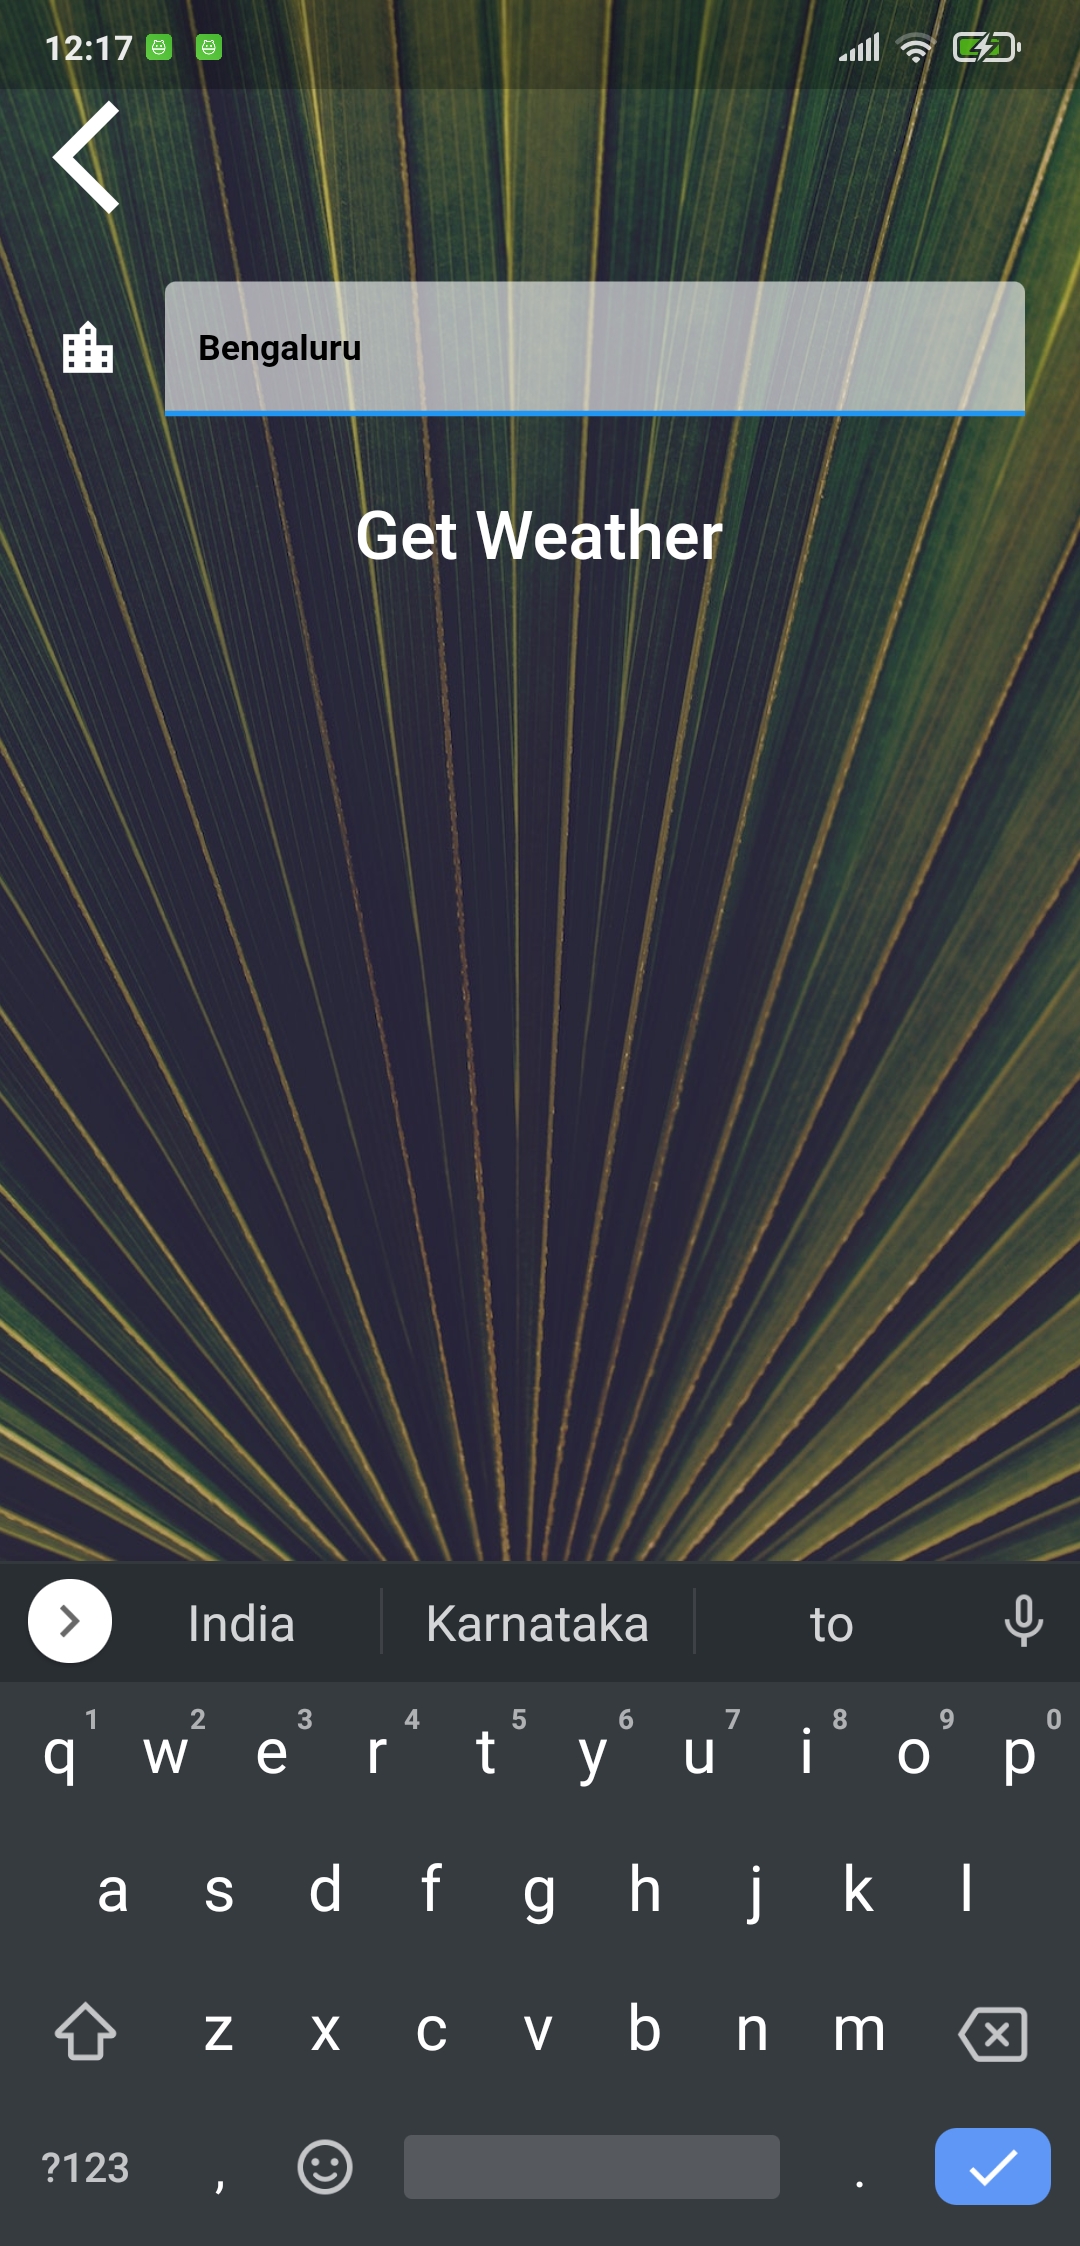 12:17
Bengaluru
Get Weather
India Karnataka to
1 2 3 4 5 6 7 8 9 0
q w e r t y u i o p
a s d f g h j k l
z x c v b n m
?123 , .